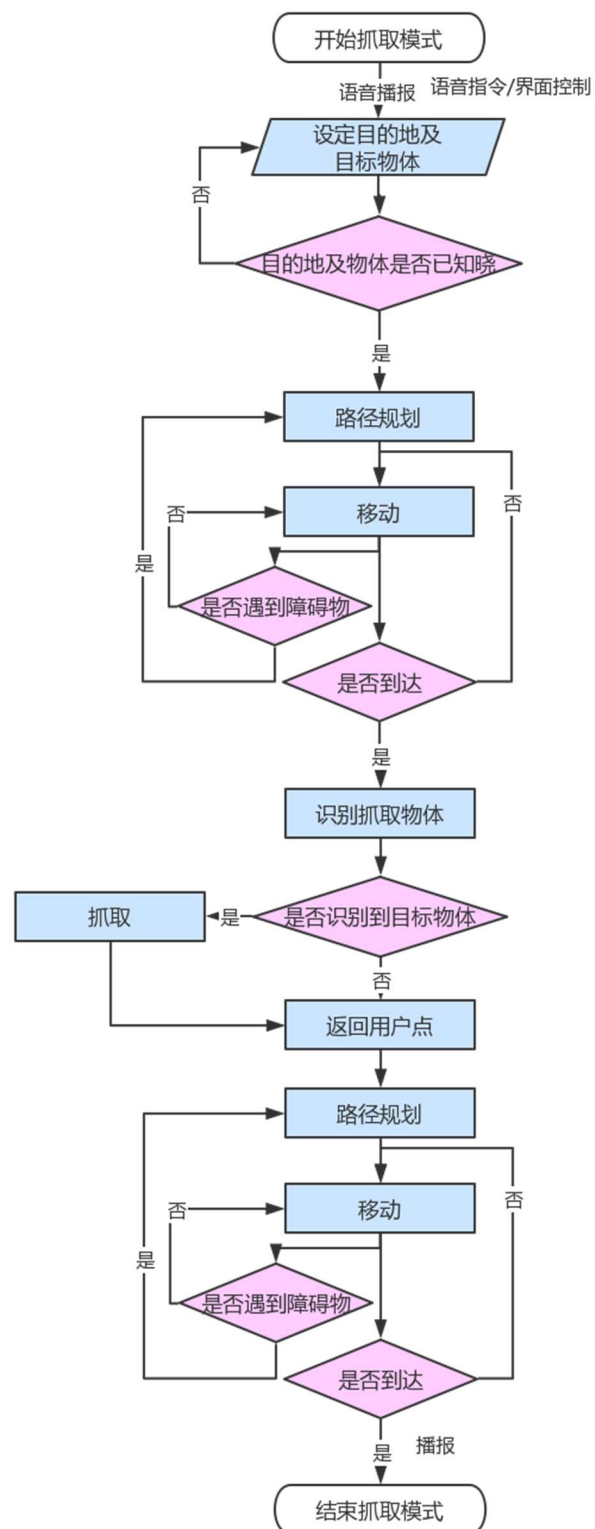 开始抓取模式
语音播报
语音指令/界面控制
设定目的地及
目标物体
否
目的地及物体是否已知晓
是
路径规划
否
否
移动
是
是否遇到障碍物
是否到达
是
识别抓取物体
抓取
是
是否识别到目标物体
否
返回用户点
路径规划
否
否
移动
是
是否遇到障碍物
是否到达
是
播报
结束抓取模式